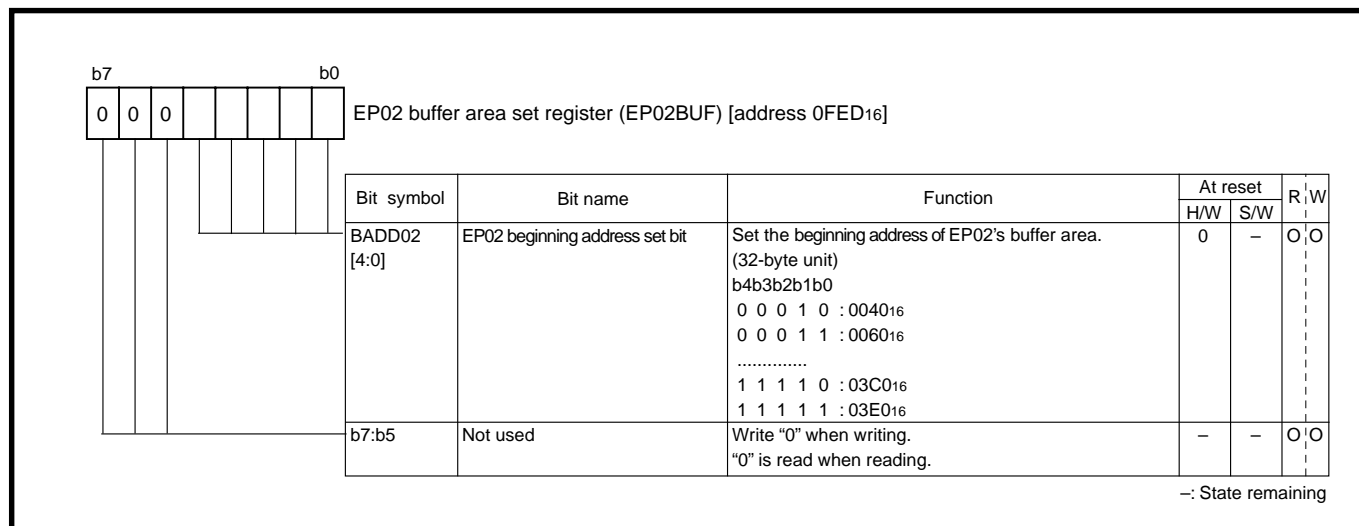 b7 b0
0 0 0
EP02 buffer area set register (EP02BUF) [address 0FED16]
Bit symbol Bit name Function At reset R W
H/W S/W
BADD02 EP02 beginning address set bit Set the beginning address of EP02’s buffer area. 0 – O O
[4:0] (32-byte unit)
b4b3b2b1b0
0 0 0 1 0 : 004016
0 0 0 1 1 : 006016
..............
1 1 1 1 0 : 03C016
1 1 1 1 1 : 03E016
b7:b5 Not used Write “0” when writing. – – O O
“0” is read when reading.
–: State remaining